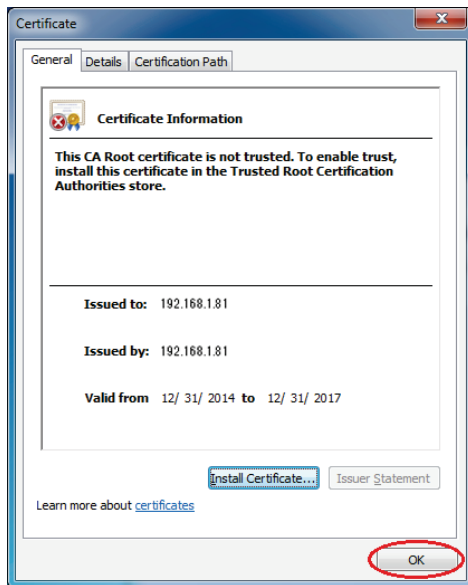 Certificate
General Details Certification Path
Certificate Information
This CA Root certificate is not trusted. To enable trust,
install this certificate in the Trusted Root Certification
Authorities store.
Issued to: 192.168.1.81
Issued by: 192.168.1.81
Valid from 12/ 31/ 2014 to 12/ 31/ 2017
Install Certificate... Issuer Statement
Learn more about certificates
OK